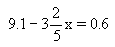 9.1 − 3 2/5 x = 0.6